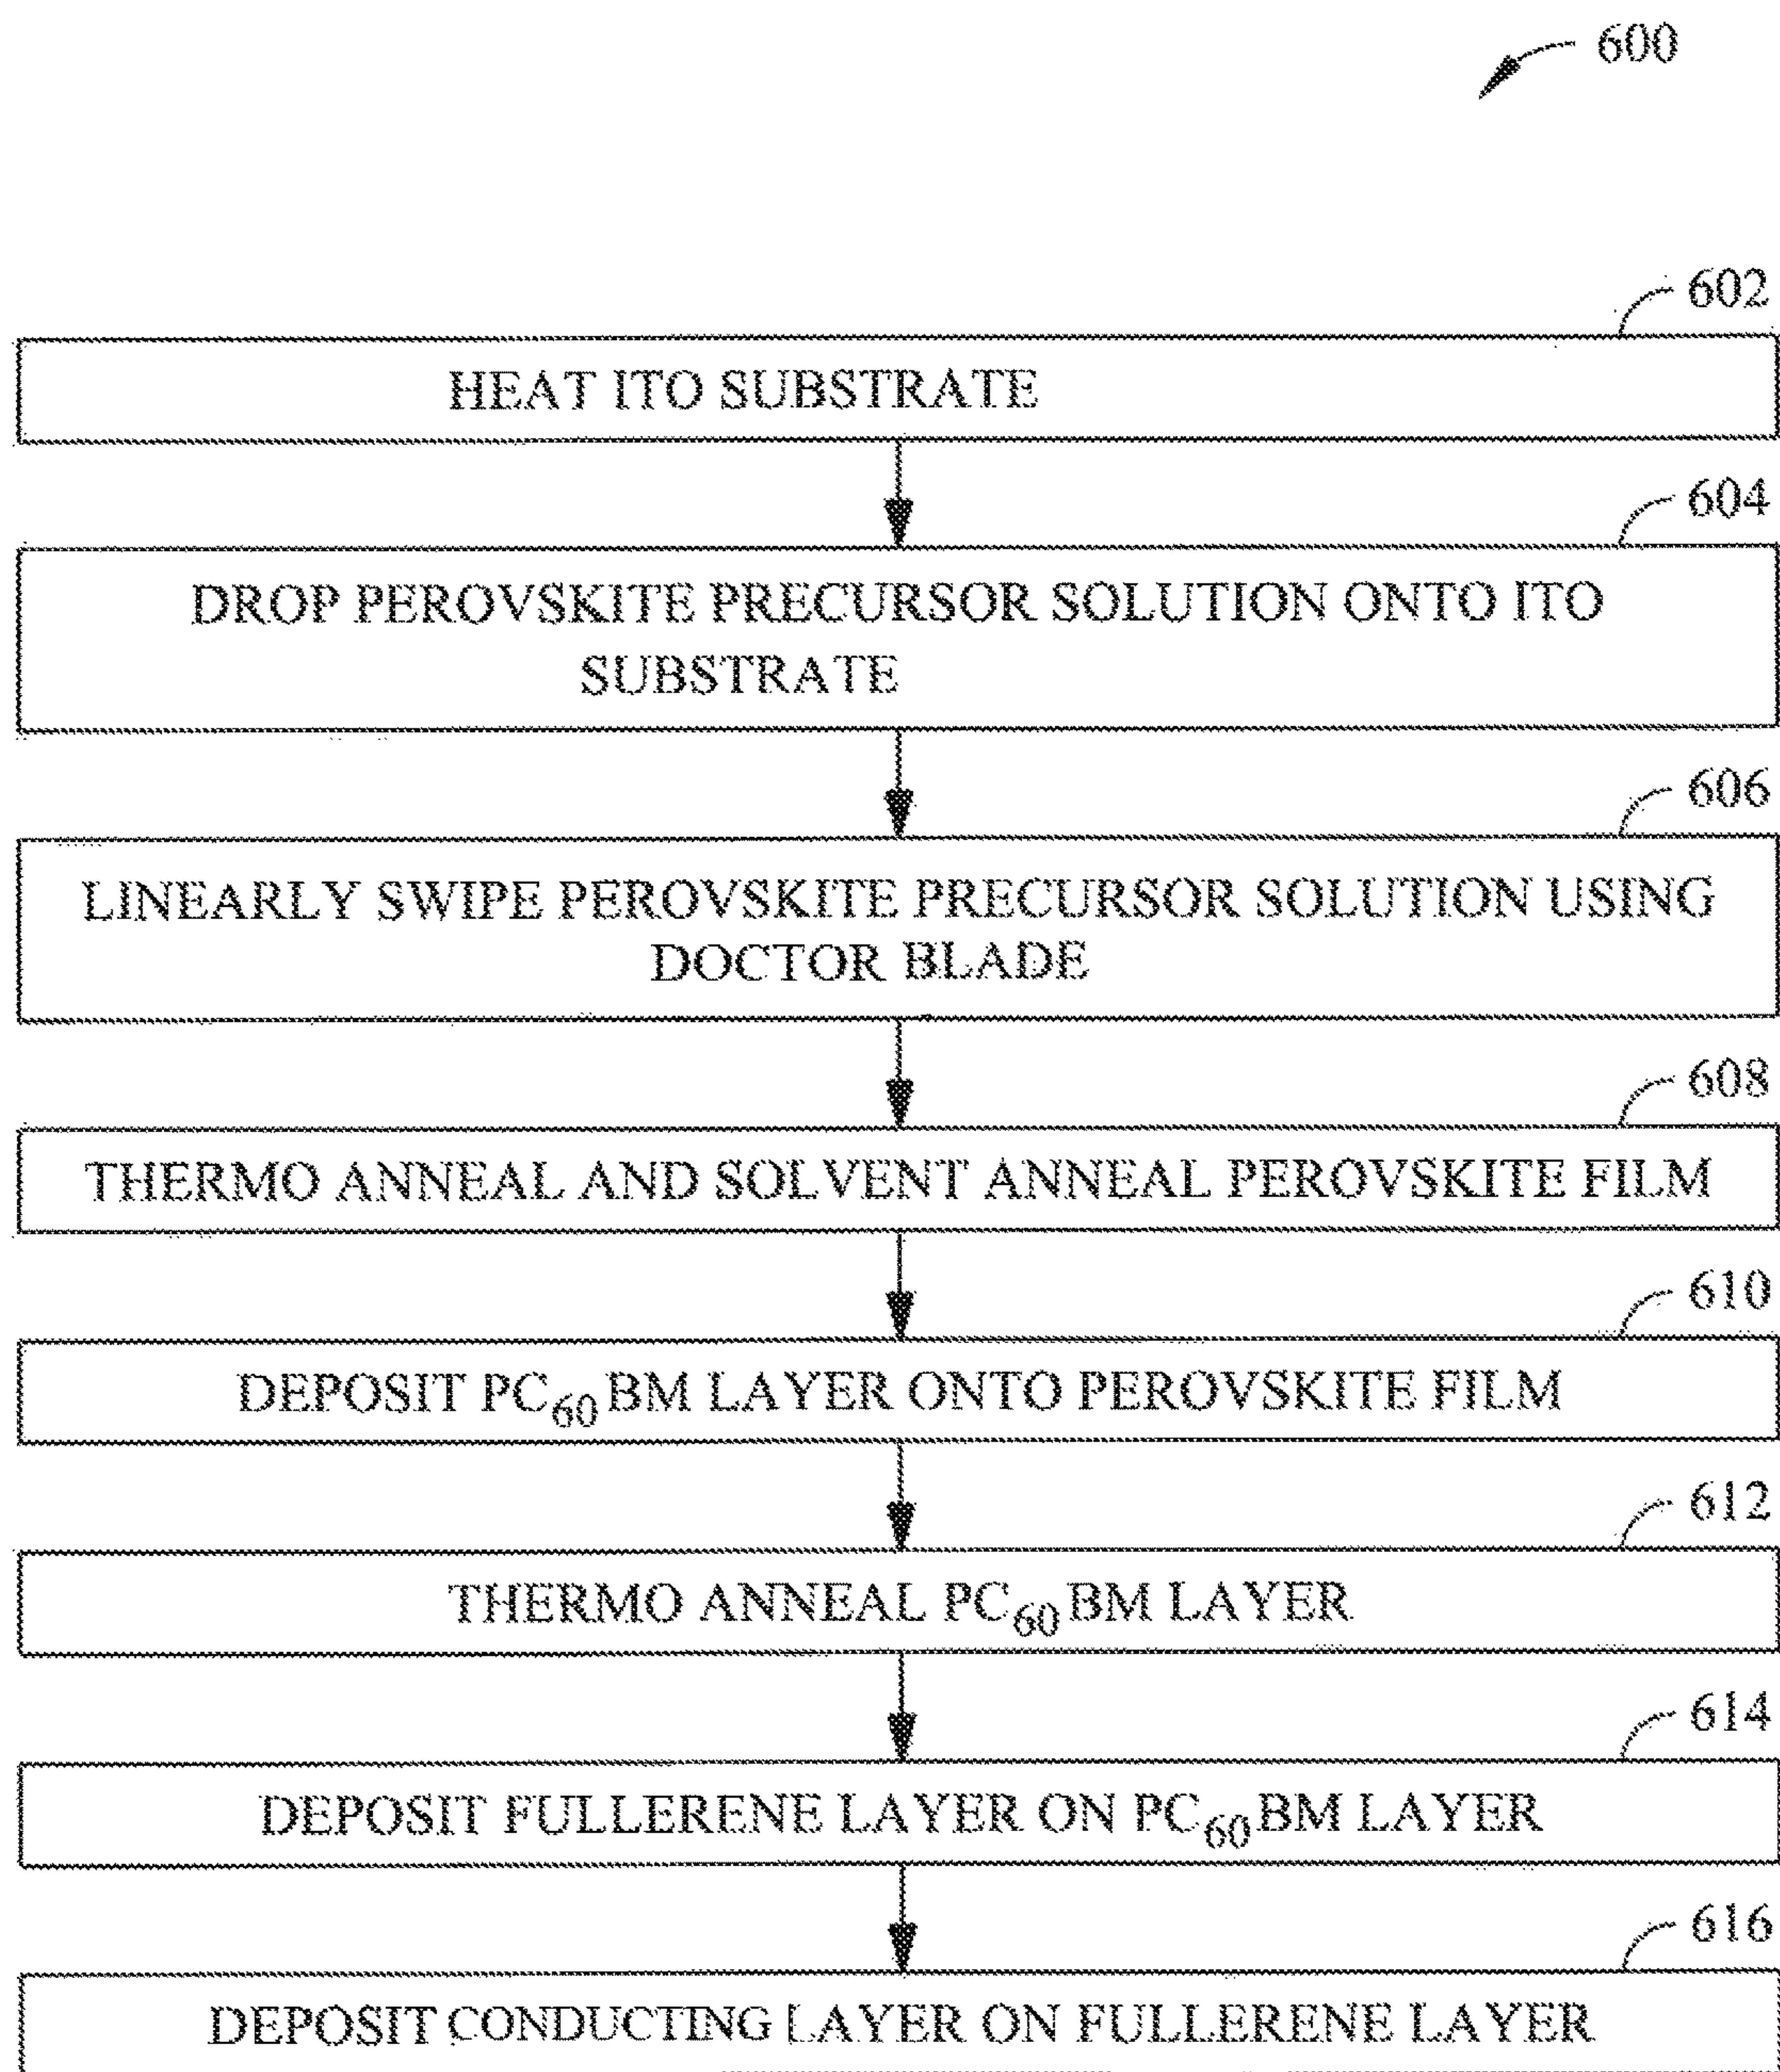 600
602
HEAT ITO SUBSTRATE
604
DROP PEROVSKITE PRECURSOR SOLUTION ONTO ITO
SUBSTRATE
606
LINEARLY SWIPE PEROVSKITE PRECURSOR SOLUTION USING
DOCTOR BLADE
608
THERMO ANNEAL AND SOLVENT ANNEAL PEROVSKITE FILM
610
DEPOSIT PC60BM LAYER ONTO PEROVSKITE FILM
612
THERMO ANNEAL PC60BM LAYER
614
DEPOSIT FULLERENE LAYER ON PC60BM LAYER
616
DEPOSIT CONDUCTING LAYER ON FULLERENE LAYER